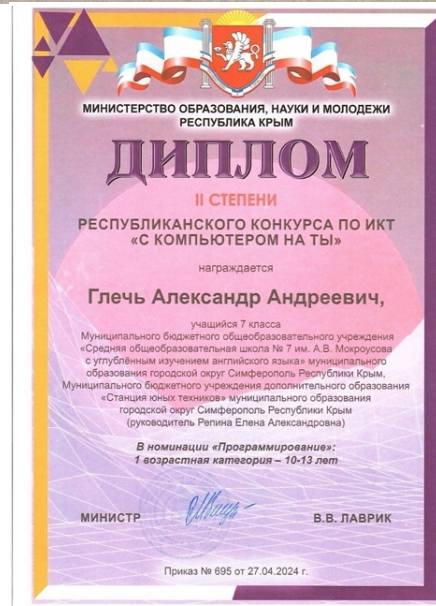 МИНИСТЕРСТВО ОБРАЗОВАНИЯ, НАУКИ И МОЛОДЕЖИ
РЕСПУБЛИКА КРЫМ
ДИПЛОМ
II СТЕПЕНИ
РЕСПУБЛИКАНСКОГО КОНКУРСА ПО ИКТ
«С КОМПЬЮТЕРОМ НА ТЫ»
награждается
Глечь Александр Андреевич,
учащийся 7 класса
Муниципального бюджетного общеобразовательного учреждения
«Средняя общеобразовательная школа № 7 им. А.В. Мокроусова
с углублённым изучением английского языка» муниципального
образования городской округ Симферополь Республики Крым,
Муниципального бюджетного учреждения дополнительного образования
«Станция юных техников» муниципального образования
городской округ Симферополь Республики Крым
(руководитель Репина Елена Александровна)
В номинации «Программирование»:
1 возрастная категория – 10-13 лет
МИНИСТР В.В. ЛАВРИК
Приказ № 695 от 27.04.2024 г.